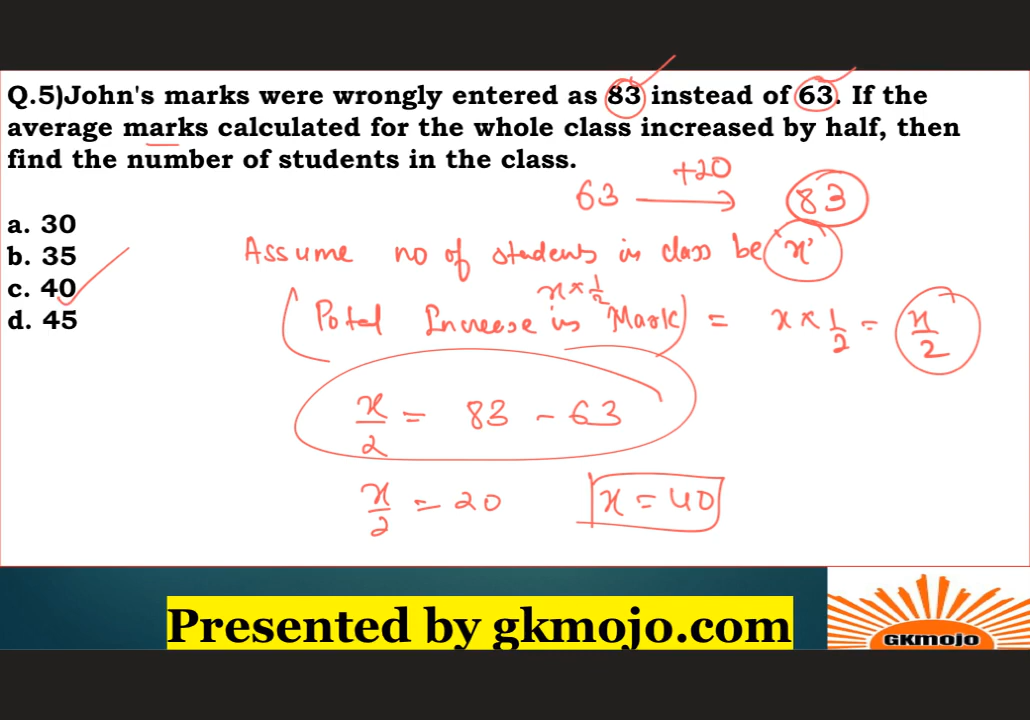 Q.5)John's marks were wrongly entered as 83 instead of 63. If the
average marks calculated for the whole class increased by half, then
find the number of students in the class.
63 +20 83
a. 30
b. 35
c. 40
d. 45
Assume no of students in class be 'x'
x × 1/2
Potal Increase in Mark = x × 1/2 = x/2
x/2 = 83 - 63
x/2 = 20 x = 40
Presented by gkmojo.com
GKmojo